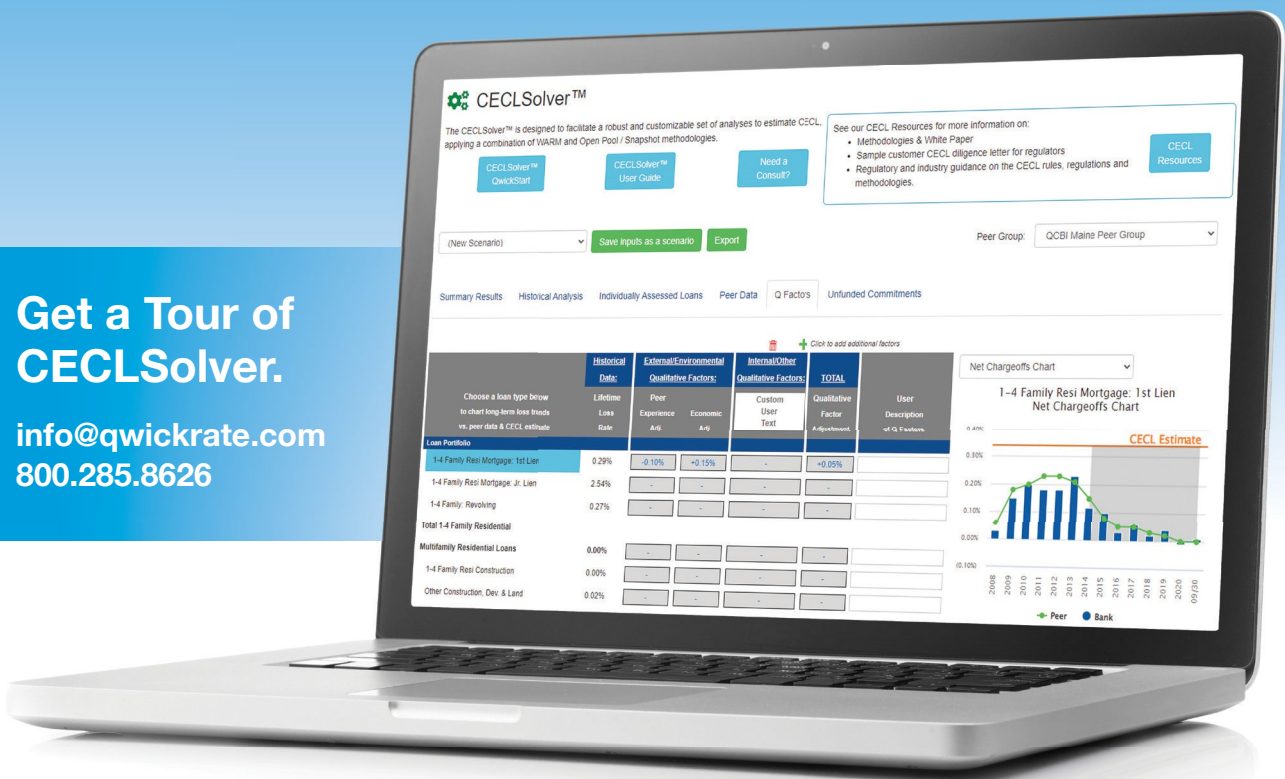 Get a Tour of
CECLSolver.
info@qwickrate.com
800.285.8626
CECLSolver™
The CECLSolver™ is designed to facilitate a robust and customizable set of analyses to estimate CECL,
applying a combination of WARM and Open Pool / Snapshot methodologies.
CECLSolver™
QwickStart
CECLSolver™
User Guide
Need a
Consult?
See our CECL Resources for more information on:
• Methodologies & White Paper
• Sample customer CECL diligence letter for regulators
• Regulatory and industry guidance on the CECL rules, regulations and
methodologies.
CECL
Resources
(New Scenario)
Save inputs as a scenario
Export
Peer Group:
QCBI Maine Peer Group
Summary Results Historical Analysis Individually Assessed Loans Peer Data Q Factors Unfunded Commitments
Click to add additional factors
Historical
Data:
External/Environmental
Qualitative Factors:
Internal/Other
Qualitative Factors:
TOTAL
Choose a loan type below
to chart long-term loss trends
vs. peer data & CECL estimate
Lifetime
Loss
Rate
Peer
Experience
Adj.
Economic
Adj.
Custom
User
Text
Qualitative
Factor
Adjustment
User
Description
of Q Factors
Loan Portfolio
1-4 Family Resi Mortgage: 1st Lien 0.29% -0.10% +0.15% - +0.05%
1-4 Family Resi Mortgage: Jr. Lien 2.54% - - - -
1-4 Family: Revolving 0.27% - - - -
Total 1-4 Family Residential
Multifamily Residential Loans 0.00% - - - -
1-4 Family Resi Construction 0.00% - - - -
Other Construction, Dev. & Land 0.02% - - - -
Net Chargeoffs Chart
1-4 Family Resi Mortgage: 1st Lien
Net Chargeoffs Chart
CECL Estimate
0.40%
0.30%
0.20%
0.10%
0.00%
(0.10%)
2008 2009 2010 2011 2012 2013 2014 2015 2016 2017 2018 2019 2020 09/30
Peer Bank